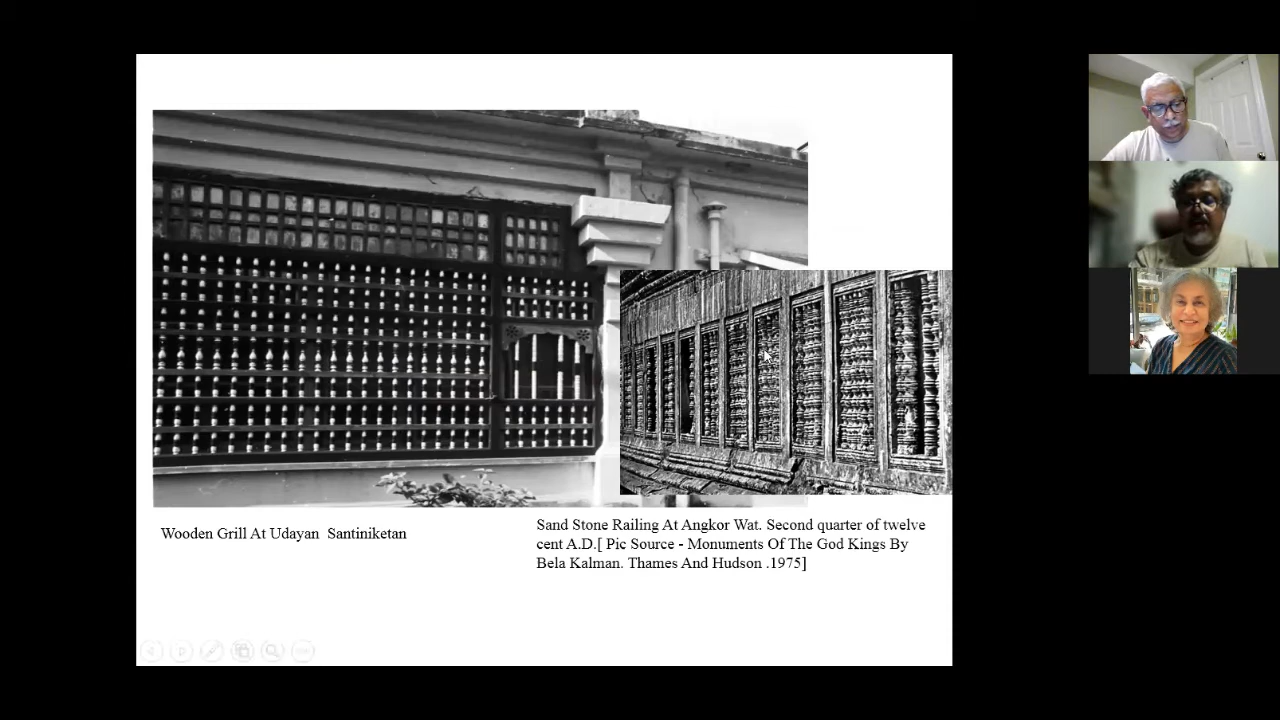 Wooden Grill At Udayan  Santiniketan
Sand Stone Railing At Angkor Wat. Second quarter of twelve
cent A.D.[ Pic Source - Monuments Of The God Kings By
Bela Kalman. Thames And Hudson .1975]